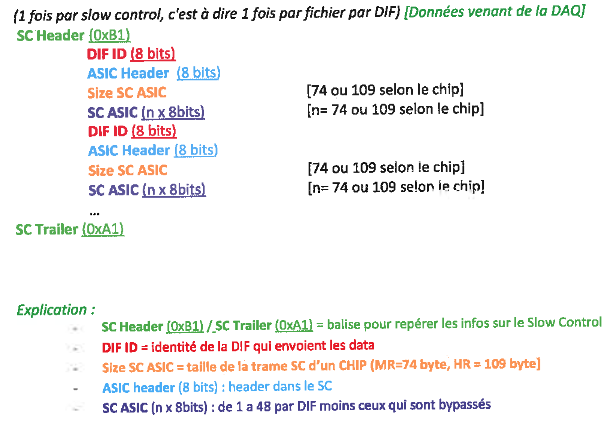 (1 fois par slow control, c'est à dire 1 fois par fichier par DIF) [Données venant de la DAQ]
SC Header (0xB1)
DIF ID (8 bits)
ASIC Header (8 bits)
Size SC ASIC [74 ou 109 selon le chip]
SC ASIC (n x 8bits) [n= 74 ou 109 selon le chip]
DIF ID (8 bits)
ASIC Header (8 bits)
Size SC ASIC [74 ou 109 selon le chip]
SC ASIC (n x 8bits) [n= 74 ou 109 selon le chip]
...
SC Trailer (0xA1)
Explication :
- SC Header (0xB1) / SC Trailer (0xA1) = balise pour repérer les infos sur le Slow Control
- DIF ID = identité de la DIF qui envoient les data
- Size SC ASIC = taille de la trame SC d'un CHIP (MR=74 byte, HR = 109 byte]
- ASIC header (8 bits) : header dans le SC
- SC ASIC (n x 8bits) : de 1 a 48 par DIF moins ceux qui sont bypassés